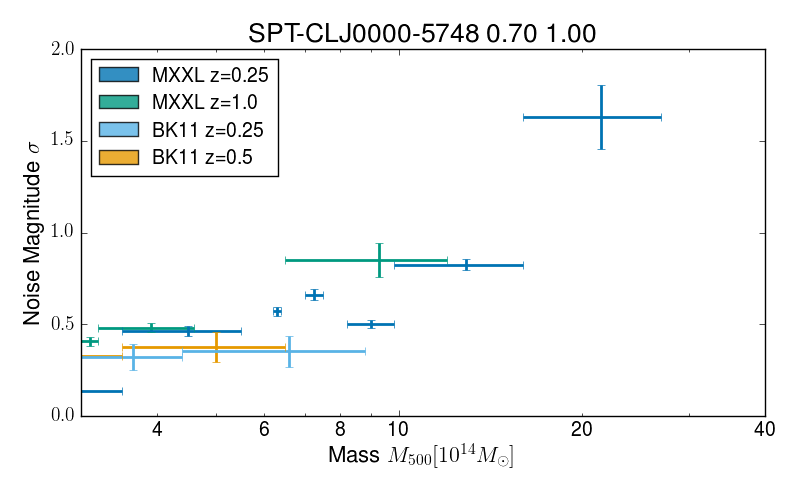 SPT-CLJ0000-5748 0.70 1.00
2.0
1.5
1.0
0.5
0.0
Noise Magnitude σ
MXXL z=0.25
MXXL z=1.0
BK11 z=0.25
BK11 z=0.5
4 6 8 10 20 40
Mass M₅₀₀[10¹⁴M☉]